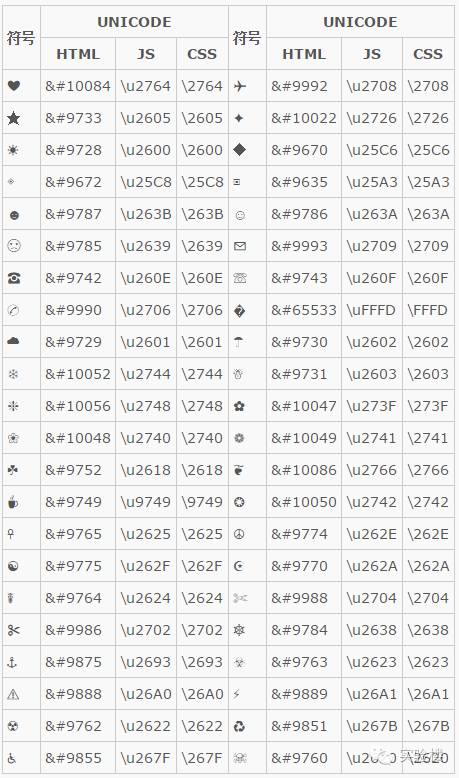 符号 UNICODE 符号 UNICODE
HTML JS CSS HTML JS CSS
❤ &#10084 \u2764 \2764 ✈ &#9992 \u2708 \2708
★ &#9733 \u2605 \2605 ✦ &#10022 \u2726 \2726
☀ &#9728 \u2600 \2600 ◆ &#9670 \u25C6 \25C6
◈ &#9672 \u25C8 \25C8 ▣ &#9635 \u25A3 \25A3
☻ &#9787 \u263B \263B ☺ &#9786 \u263A \263A
☹ &#9785 \u2639 \2639 ✉ &#9993 \u2709 \2709
☎ &#9742 \u260E \260E ☏ &#9743 \u260F \260F
✆ &#9990 \u2706 \2706 � &#65533 \uFFFD \FFFD
☁ &#9729 \u2601 \2601 ☂ &#9730 \u2602 \2602
❄ &#10052 \u2744 \2744 ☃ &#9731 \u2603 \2603
❈ &#10056 \u2748 \2748 ✿ &#10047 \u273F \273F
❀ &#10048 \u2740 \2740 ❁ &#10049 \u2741 \2741
☘ &#9752 \u2618 \2618 ❦ &#10086 \u2766 \2766
☕ &#9749 \u9749 \9749 ❂ &#10050 \u2742 \2742
☥ &#9765 \u2625 \2625 ☮ &#9774 \u262E \262E
☯ &#9775 \u262F \262F ☪ &#9770 \u262A \262A
☤ &#9764 \u2624 \2624 ✄ &#9988 \u2704 \2704
✂ &#9986 \u2702 \2702 ☸ &#9784 \u2638 \2638
⚓ &#9875 \u2693 \2693 ☣ &#9763 \u2623 \2623
⚠ &#9888 \u26A0 \26A0 ⚡ &#9889 \u26A1 \26A1
☢ &#9762 \u2622 \2622 ♻ &#9851 \u267B \267B
♿ &#9855 \u267F \267F ☠ &#9760 \u2620 \2620
实验楼